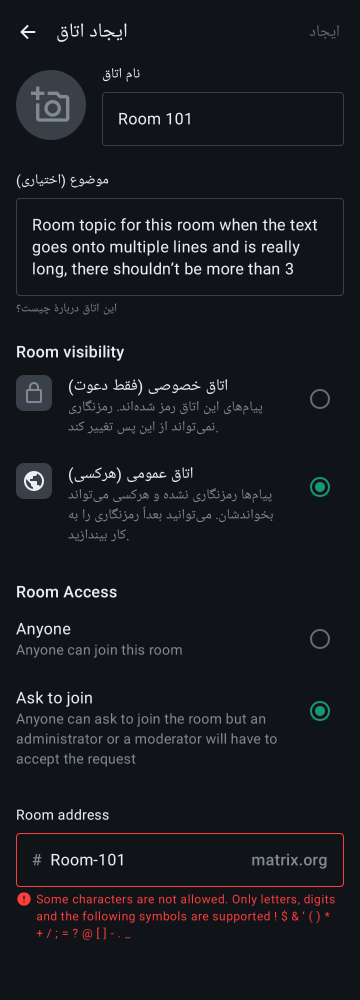 ایجاد اتاق
ایجاد
نام اتاق
Room 101
موضوع (اختیاری)
Room topic for this room when the text
goes onto multiple lines and is really
long, there shouldn’t be more than 3
این اتاق دربارهٔ چیست؟
Room visibility
اتاق خصوصی (فقط دعوت)
پیام‌های این اتاق رمز شده‌اند. رمزنگاری
نمی‌تواند از این پس تغییر کند.
اتاق عمومی (هرکسی)
پیام‌ها رمزنگاری نشده و هرکسی می‌تواند
بخواندشان. می‌توانید بعداً رمزنگاری را به
کار بیندازید.
Room Access
Anyone
Anyone can join this room
Ask to join
Anyone can ask to join the room but an
administrator or a moderator will have to
accept the request
Room address
# Room-101 matrix.org
Some characters are not allowed. Only letters, digits
and the following symbols are supported ! $ & ‘ ( ) *
+ / ; = ? @ [ ] - . _